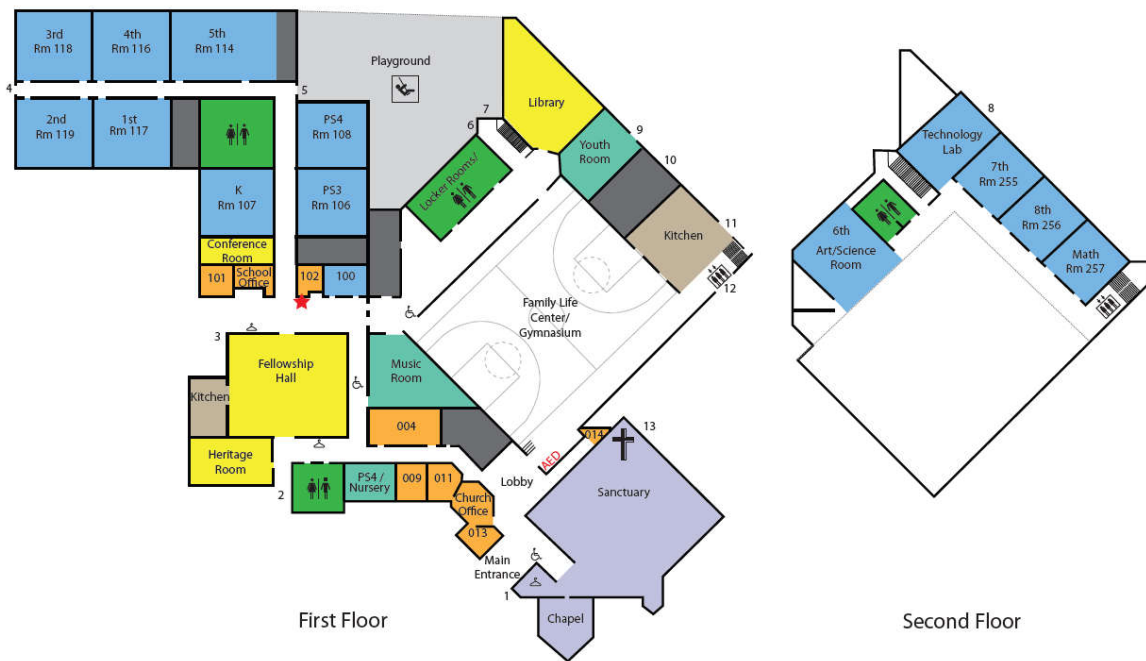 3rd
Rm 118
4th
Rm 116
5th
Rm 114
4
5
2nd
Rm 119
1st
Rm 117
PS4
Rm 108
K
Rm 107
PS3
Rm 106
Conference
Room
101
School
Office
102
100
Playground
7
6
Library
Locker Rooms/
Youth
Room
9
10
Kitchen
11
12
Family Life
Center/
Gymnasium
3
Fellowship
Hall
Kitchen
Heritage
Room
Music
Room
004
2
PS4 /
Nursery
009
011
Church
Office
013
Lobby
AED
014
13
Sanctuary
Main
Entrance
1
Chapel
First Floor
8
Technology
Lab
7th
Rm 255
8th
Rm 256
Math
Rm 257
6th
Art/Science
Room
Second Floor